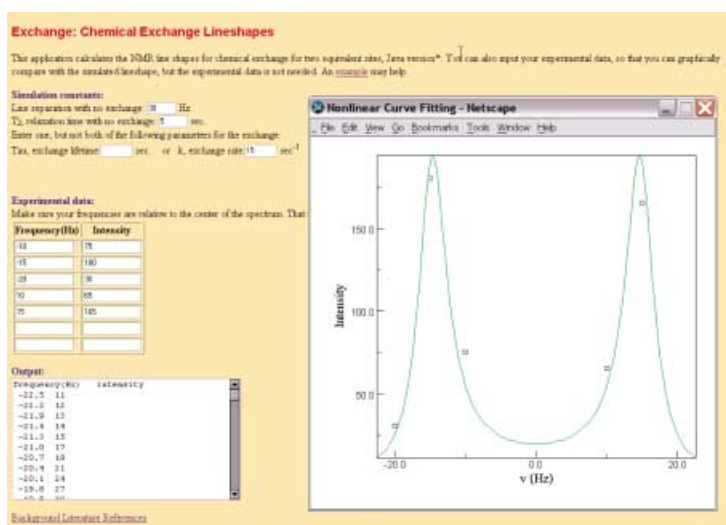 Exchange: Chemical Exchange Lineshapes
This application calculates the NMR line shapes for chemical exchange for two equivalent sites, Java version*. You can also input your experimental data, so that you can graphically
compare with the simulated lineshape, but the experimental data is not needed. An example may help.
Simulation constants:
Line separation with no exchange: 30 Hz
T2, relaxation time with no exchange: 5 sec.
Enter one, but not both of the following parameters for the exchange:
Tau, exchange lifetime: sec. or k, exchange rate: 15 sec-1
Experimental data:
Make sure your frequencies are relative to the center of the spectrum. That
Frequency(Hz) Intensity
-10 75
-15 180
-20 30
10 65
15 165
Output:
frequency(Hz) intensity
-22.5 11
-22.2 12
-21.9 13
-21.6 14
-21.3 15
-21.0 17
-20.7 19
-20.4 21
-20.1 24
-19.8 27
Background Literature References
Nonlinear Curve Fitting - Netscape
File Edit View Go Bookmarks Tools Window Help
150.0
100.0
50.0
Intensity
-20.0 0.0 20.0
v (Hz)